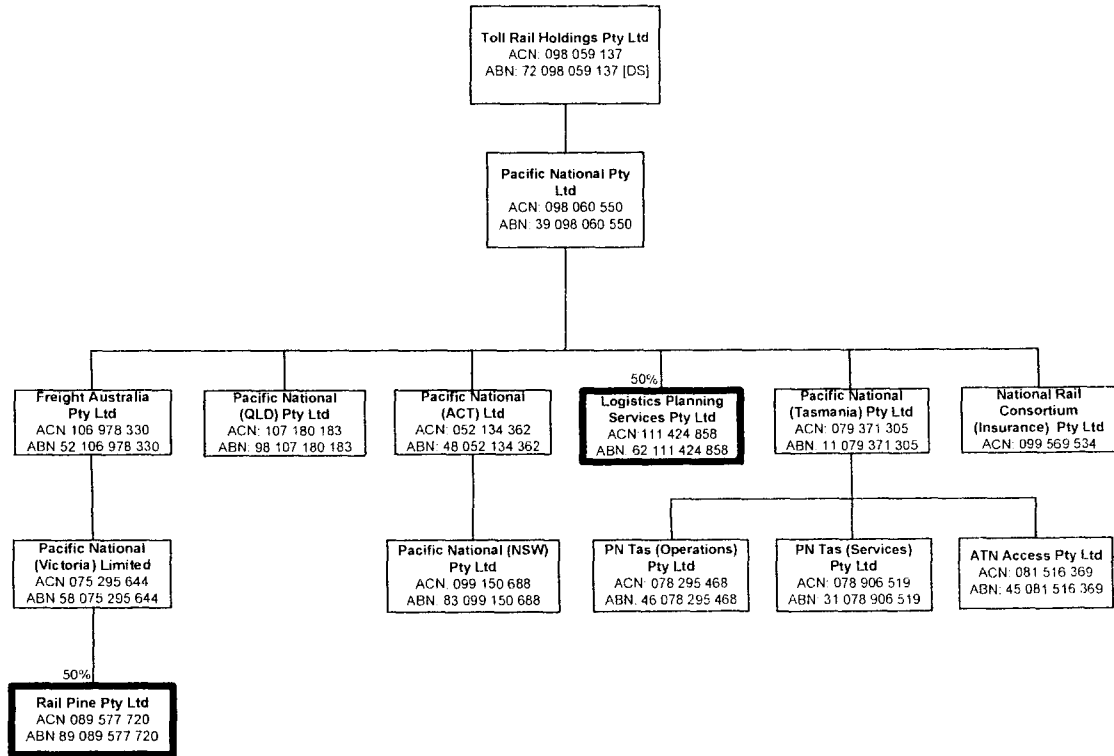 Toll Rail Holdings Pty Ltd
ACN: 098 059 137
ABN: 72 098 059 137 [DS]
Pacific National Pty
Ltd
ACN: 098 060 550
ABN: 39 098 060 550
Freight Australia
Pty Ltd
ACN 106 978 330
ABN 52 106 978 330
Pacific National
(QLD) Pty Ltd
ACN: 107 180 183
ABN: 98 107 180 183
Pacific National
(ACT) Ltd
ACN: 052 134 362
ABN: 48 052 134 362
50%
Logistics Planning
Services Pty Ltd
ACN: 111 424 858
ABN: 62 111 424 858
Pacific National
(Tasmania) Pty Ltd
ACN: 079 371 305
ABN: 11 079 371 305
National Rail
Consortium
(Insurance) Pty Ltd
ACN: 099 569 534
Pacific National
(Victoria) Limited
ACN 075 295 644
ABN 58 075 295 644
Pacific National (NSW)
Pty Ltd
ACN: 099 150 688
ABN: 83 099 150 688
PN Tas (Operations)
Pty Ltd
ACN: 078 295 468
ABN: 46 078 295 468
PN Tas (Services)
Pty Ltd
ACN: 078 906 519
ABN: 31 078 906 519
ATN Access Pty Ltd
ACN: 081 516 369
ABN: 45 081 516 369
50%
Rail Pine Pty Ltd
ACN 089 577 720
ABN 89 089 577 720